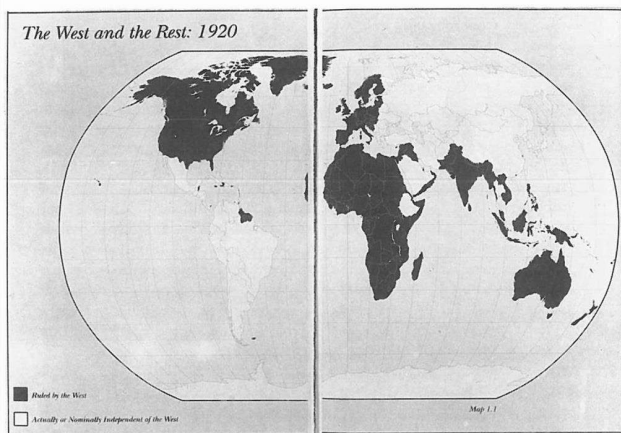 The West and the Rest: 1920
Ruled by the West
Actually or Nominally Independent of the West
Map 1.1